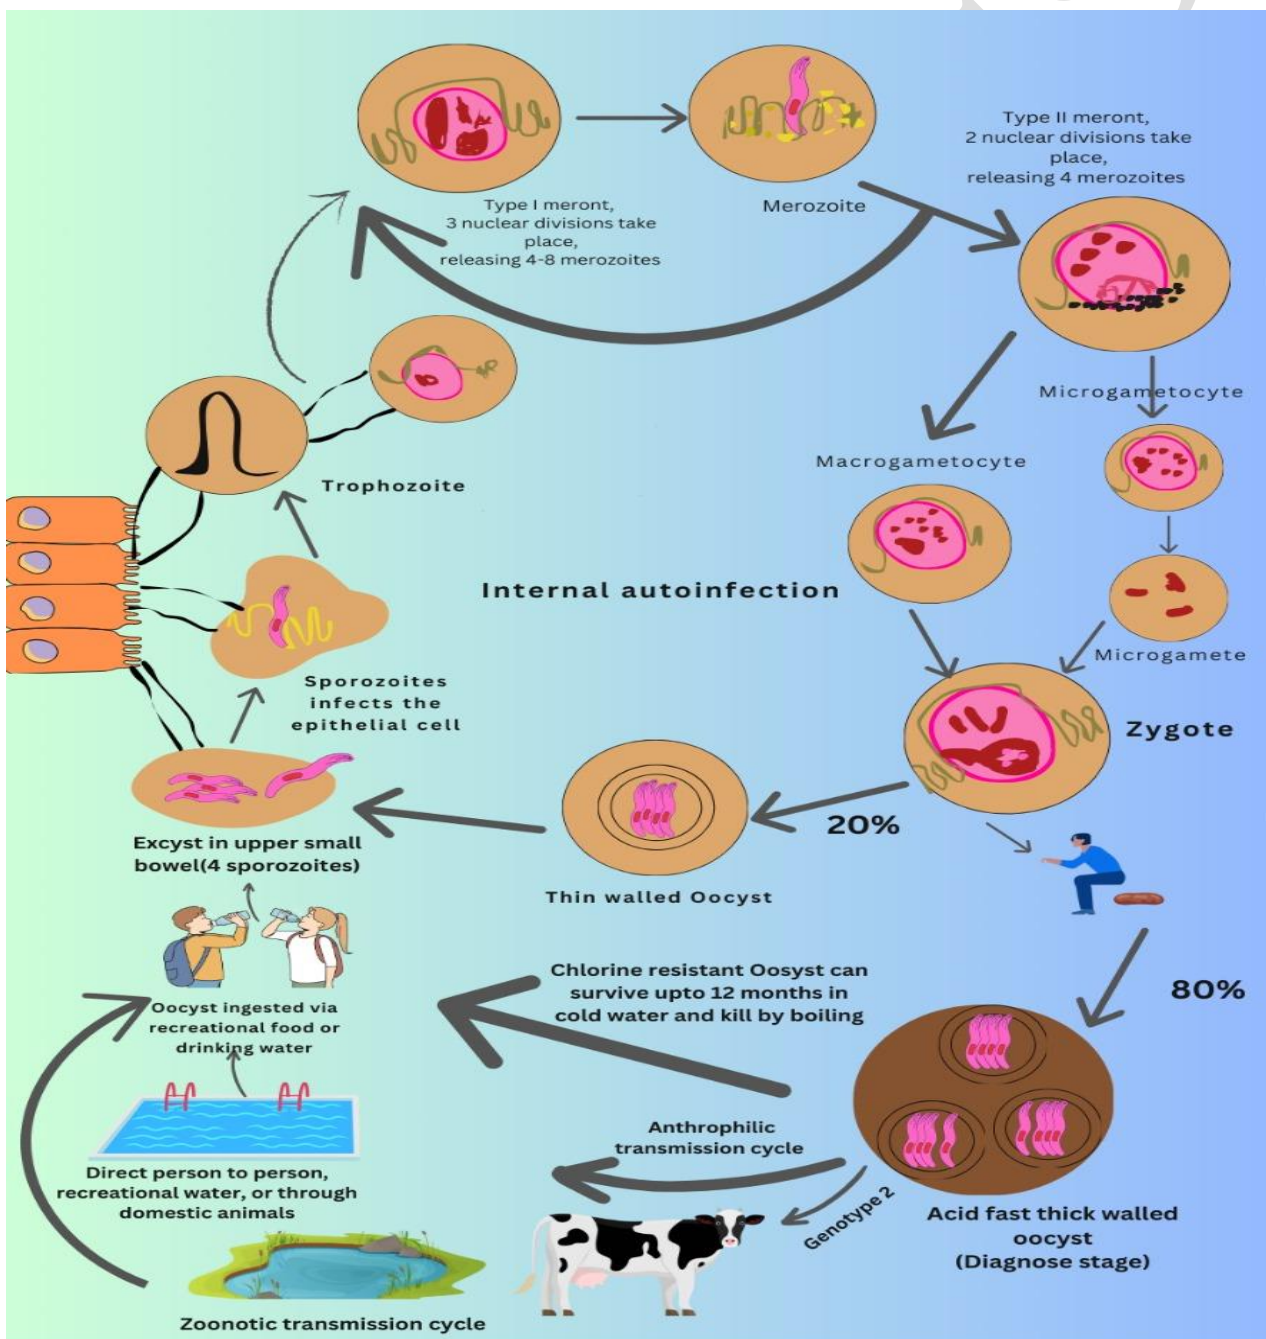 Type I meront,
3 nuclear divisions take
place,
releasing 4-8 merozoites
Merozoite
Type II meront,
2 nuclear divisions take
place,
releasing 4 merozoites
Microgametocyte
Macrogametocyte
Trophozoite
Internal autoinfection
Microgamete
Sporozoites
infects the
epithelial cell
Zygote
20%
Excyst in upper small
bowel(4 sporozoites)
Thin walled Oocyst
80%
Chlorine resistant Oosyst can
survive upto 12 months in
cold water and kill by boiling
Oocyst ingested via
recreational food or
drinking water
Anthrophilic
transmission cycle
Direct person to person,
recreational water, or through
domestic animals
Genotype 2
Acid fast thick walled
oocyst
(Diagnose stage)
Zoonotic transmission cycle